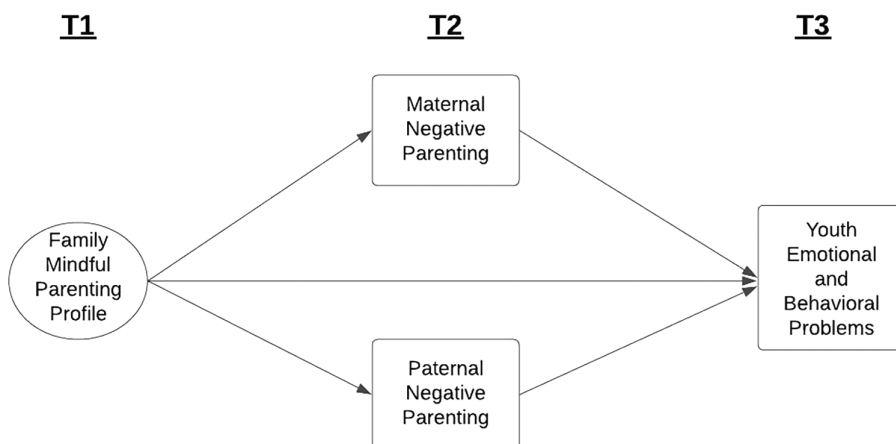 T1
T2
T3
Maternal
Negative
Parenting
Family
Mindful
Parenting
Profile
Youth
Emotional
and
Behavioral
Problems
Paternal
Negative
Parenting